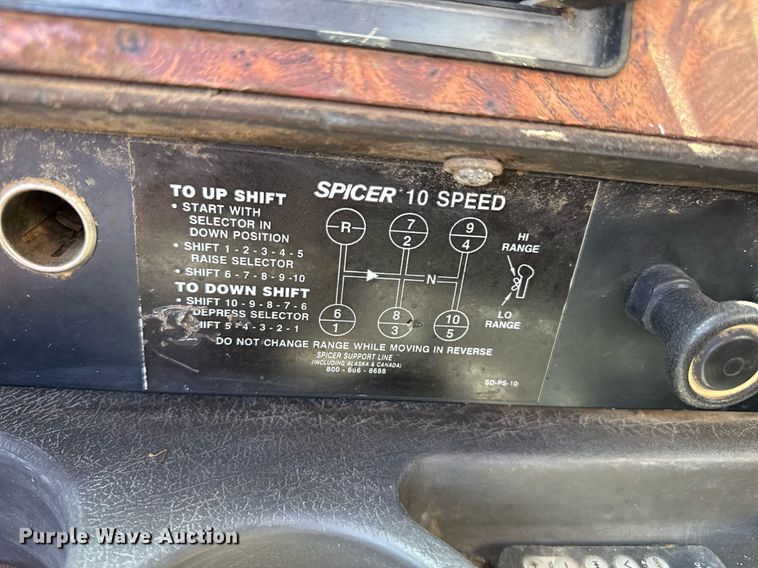 SPICER® 10 SPEED
TO UP SHIFT
• START WITH
SELECTOR IN
DOWN POSITION
• SHIFT 1 - 2 - 3 - 4 - 5
RAISE SELECTOR
• SHIFT 6 - 7 - 8 - 9 -10
TO DOWN SHIFT
• SHIFT 10 - 9 - 8 - 7 - 6
DEPRESS SELECTOR
SHIFT 5 - 4 - 3 - 2 - 1
R
7
2
9
4
N
6
1
8
3
10
5
HI
RANGE
LO
RANGE
DO NOT CHANGE RANGE WHILE MOVING IN REVERSE
SPICER SUPPORT LINE
(INCLUDING ALASKA & CANADA)
800 - 666 - 8688
SD-PS-10
Purple Wave Auction